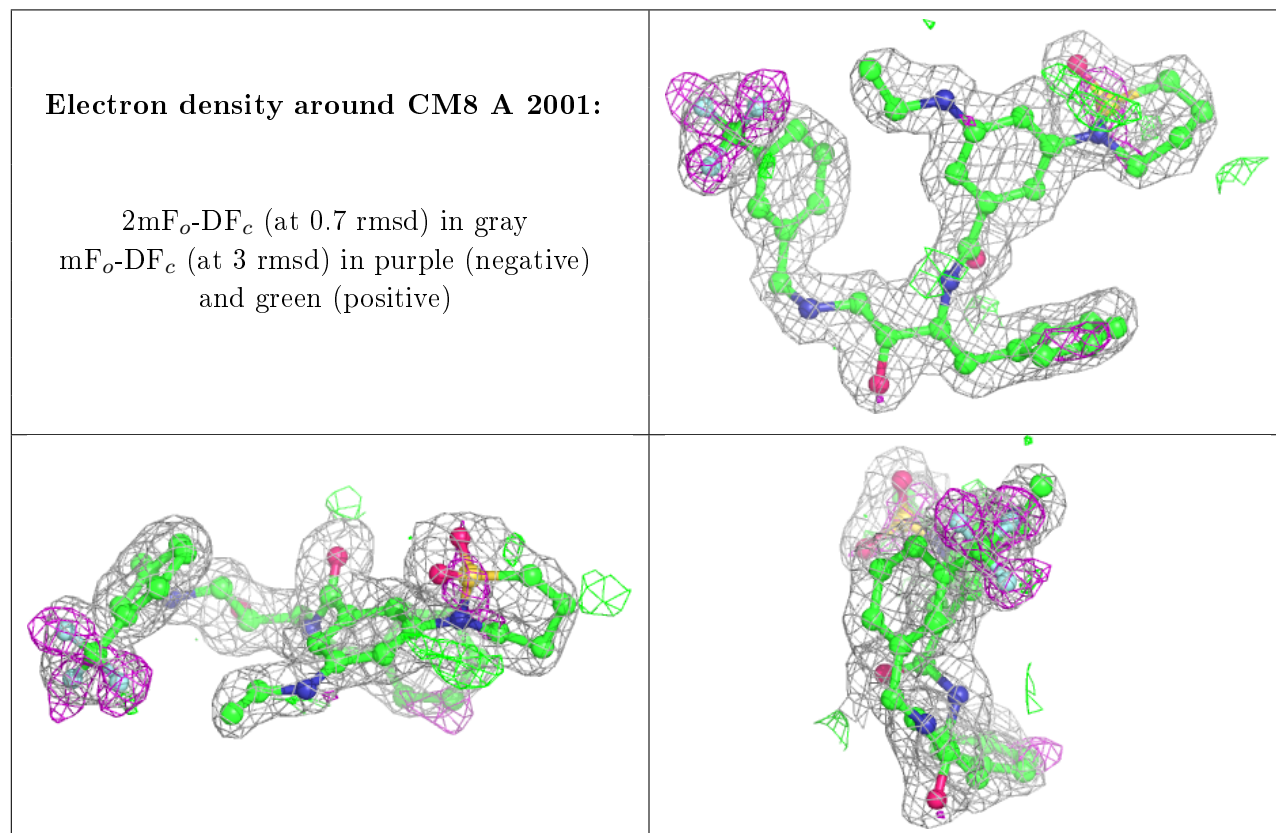 Electron density around CM8 A 2001:
2mFₒ-DF𝑐 (at 0.7 rmsd) in gray
mFₒ-DF𝑐 (at 3 rmsd) in purple (negative)
and green (positive)